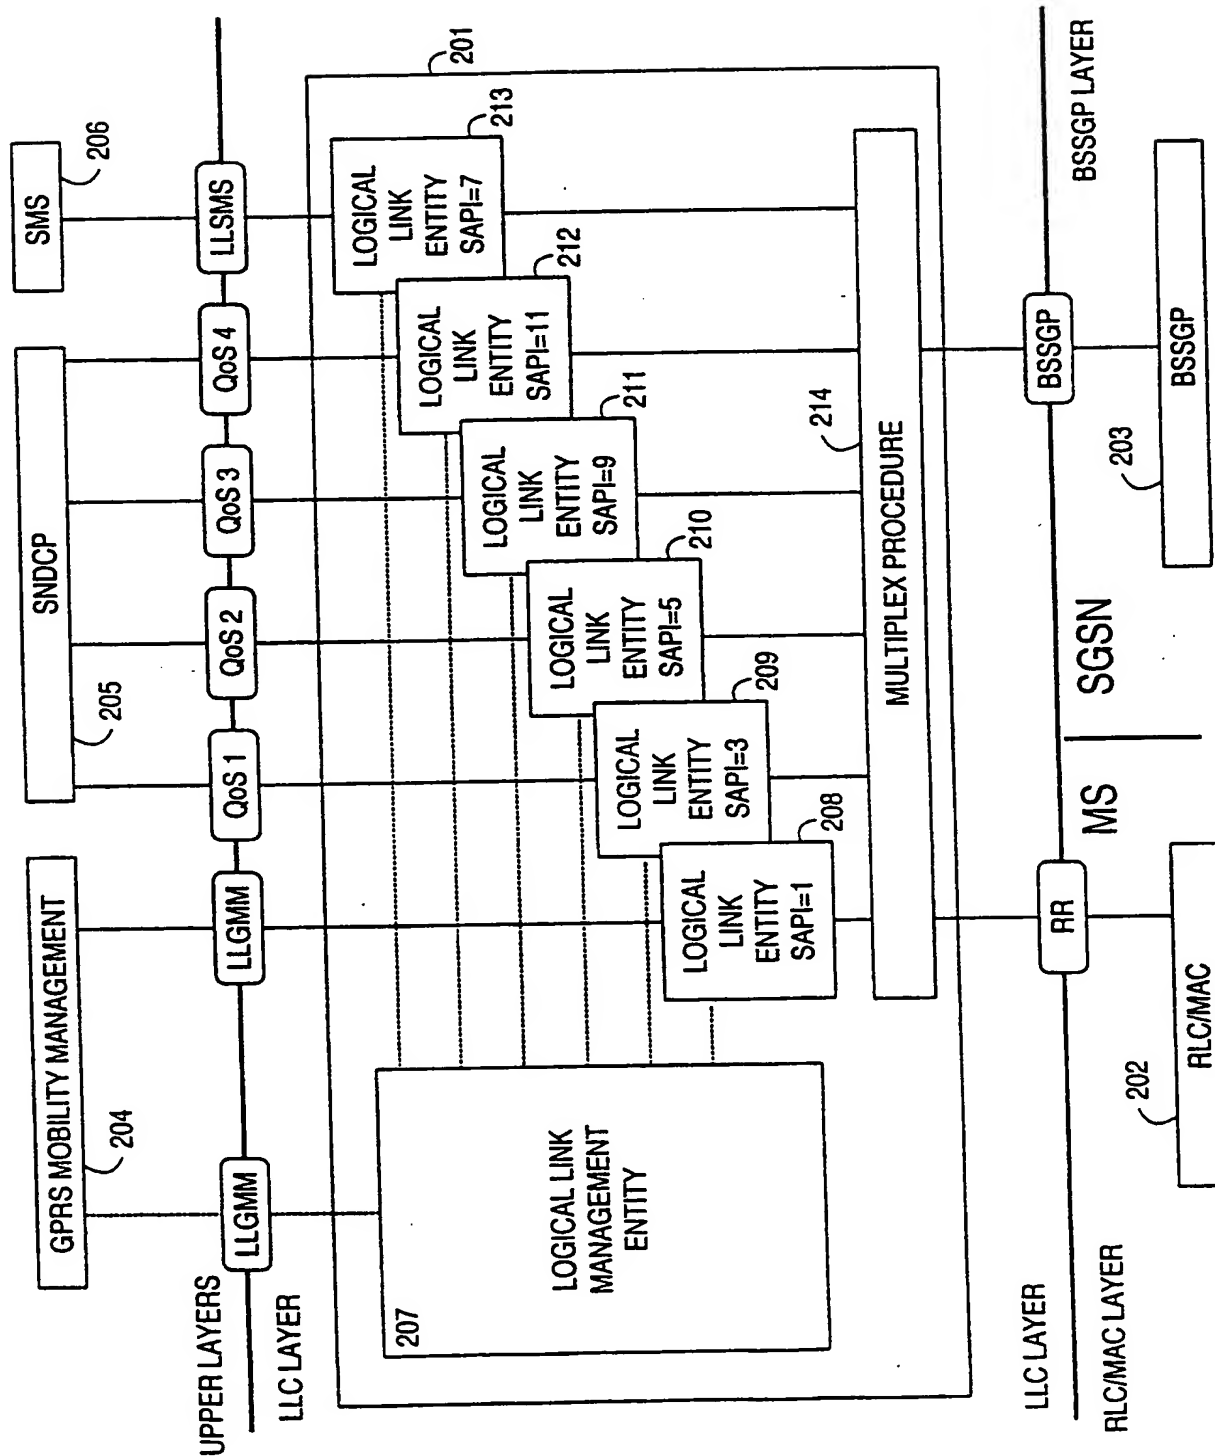 GPRS MOBILITY MANAGEMENT
204
SNDCP
205
SMS
206
UPPER LAYERS
LLC LAYER
LLGMM
LLGMM
QoS 1
QoS 2
QoS 3
QoS 4
LLSMS
201
207
LOGICAL LINK
MANAGEMENT
ENTITY
LOGICAL
LINK
ENTITY
SAPI=1
208
LOGICAL
LINK
ENTITY
SAPI=3
209
LOGICAL
LINK
ENTITY
SAPI=5
210
LOGICAL
LINK
ENTITY
SAPI=9
211
LOGICAL
LINK
ENTITY
SAPI=11
212
LOGICAL
LINK
ENTITY
SAPI=7
213
MULTIPLEX PROCEDURE
214
LLC LAYER
RLC/MAC LAYER
RR
MS
SGSN
BSSGP
BSSGP LAYER
202
RLC/MAC
203
BSSGP